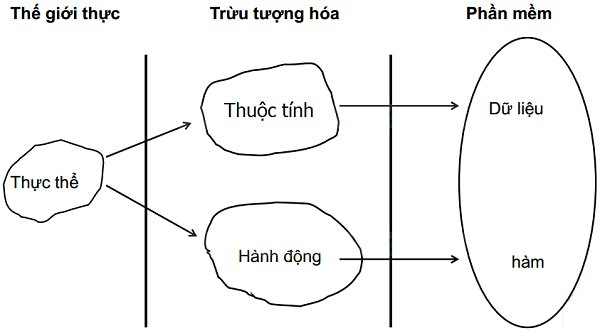 Thế giới thực
Trừu tượng hóa
Phần mềm
Thuộc tính
Dữ liệu
Thực thể
Hành động
hàm